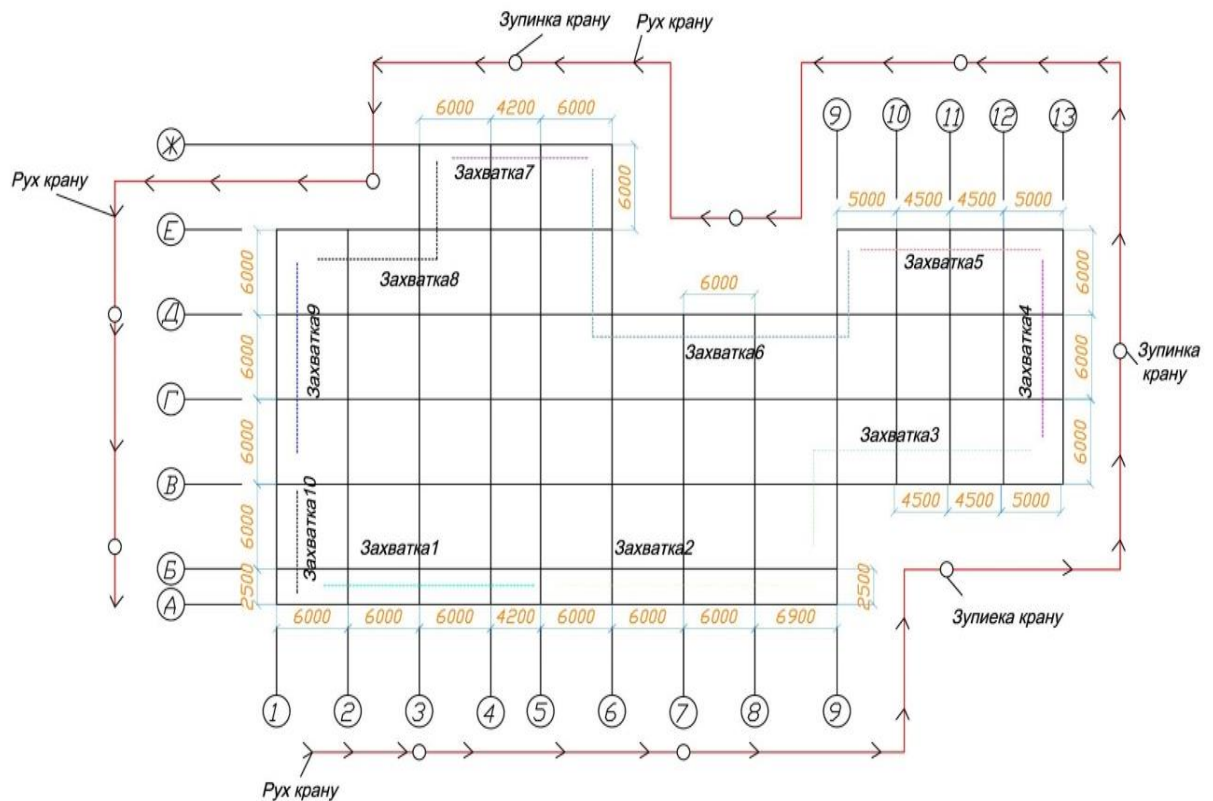 Зупинка крану
Рух крану
6000 4200 6000
9 10 11 12 13
Ж
Захватка7
Рух крану
6000
5000 4500 4500 5000
Е
Захватка8
Захватка5
6000
6000
Захватка9
Захватка4
6000
Д
Захватка6
Зупинка
крану
6000
6000
Г
Захватка3
6000
6000
В
4500 4500 5000
Захватка10
6000
Захватка1
Захватка2
Б
2500
2500
А
6000 6000 6000 4200 6000 6000 6000 6900
Зупиека крану
1 2 3 4 5 6 7 8 9
Рух крану